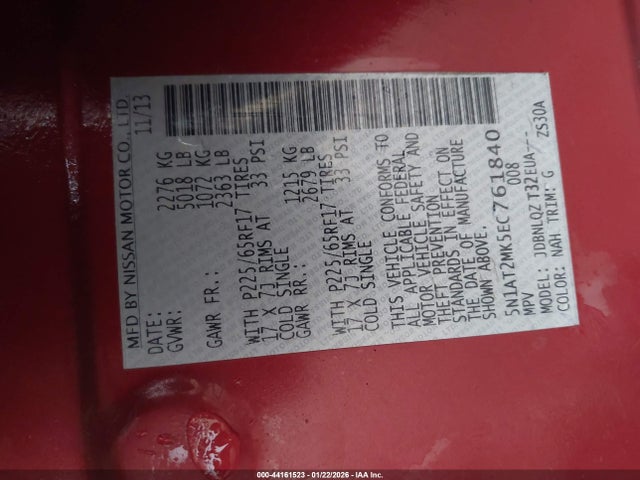 MFD BY NISSAN MOTOR CO., LTD
DATE: 11/13
GVWR: 2276 KG
5018 LB
GAWR FR.: 1072 KG
2363 LB
WITH P225/65RF17 TIRES
17 X 7J RIMS AT 33 PSI
COLD SINGLE
GAWR RR.: 1215 KG
2679 LB
WITH P225/65RF17 TIRES
17 X 7J RIMS AT 33 PSI
COLD SINGLE
THIS VEHICLE CONFORMS TO
ALL APPLICABLE FEDERAL
MOTOR VEHICLE SAFETY AND
THEFT PREVENTION
STANDARDS IN EFFECT ON
THE DATE OF MANUFACTURE
SHOWN ABOVE.
5N1AT2MK5EC761840
MPV 008
MODEL: JDBNLQZ T32EUA---
COLOR: NAH TRIM: G ZS30A
000-44161523 - 01/22/2026 - IAA Inc.